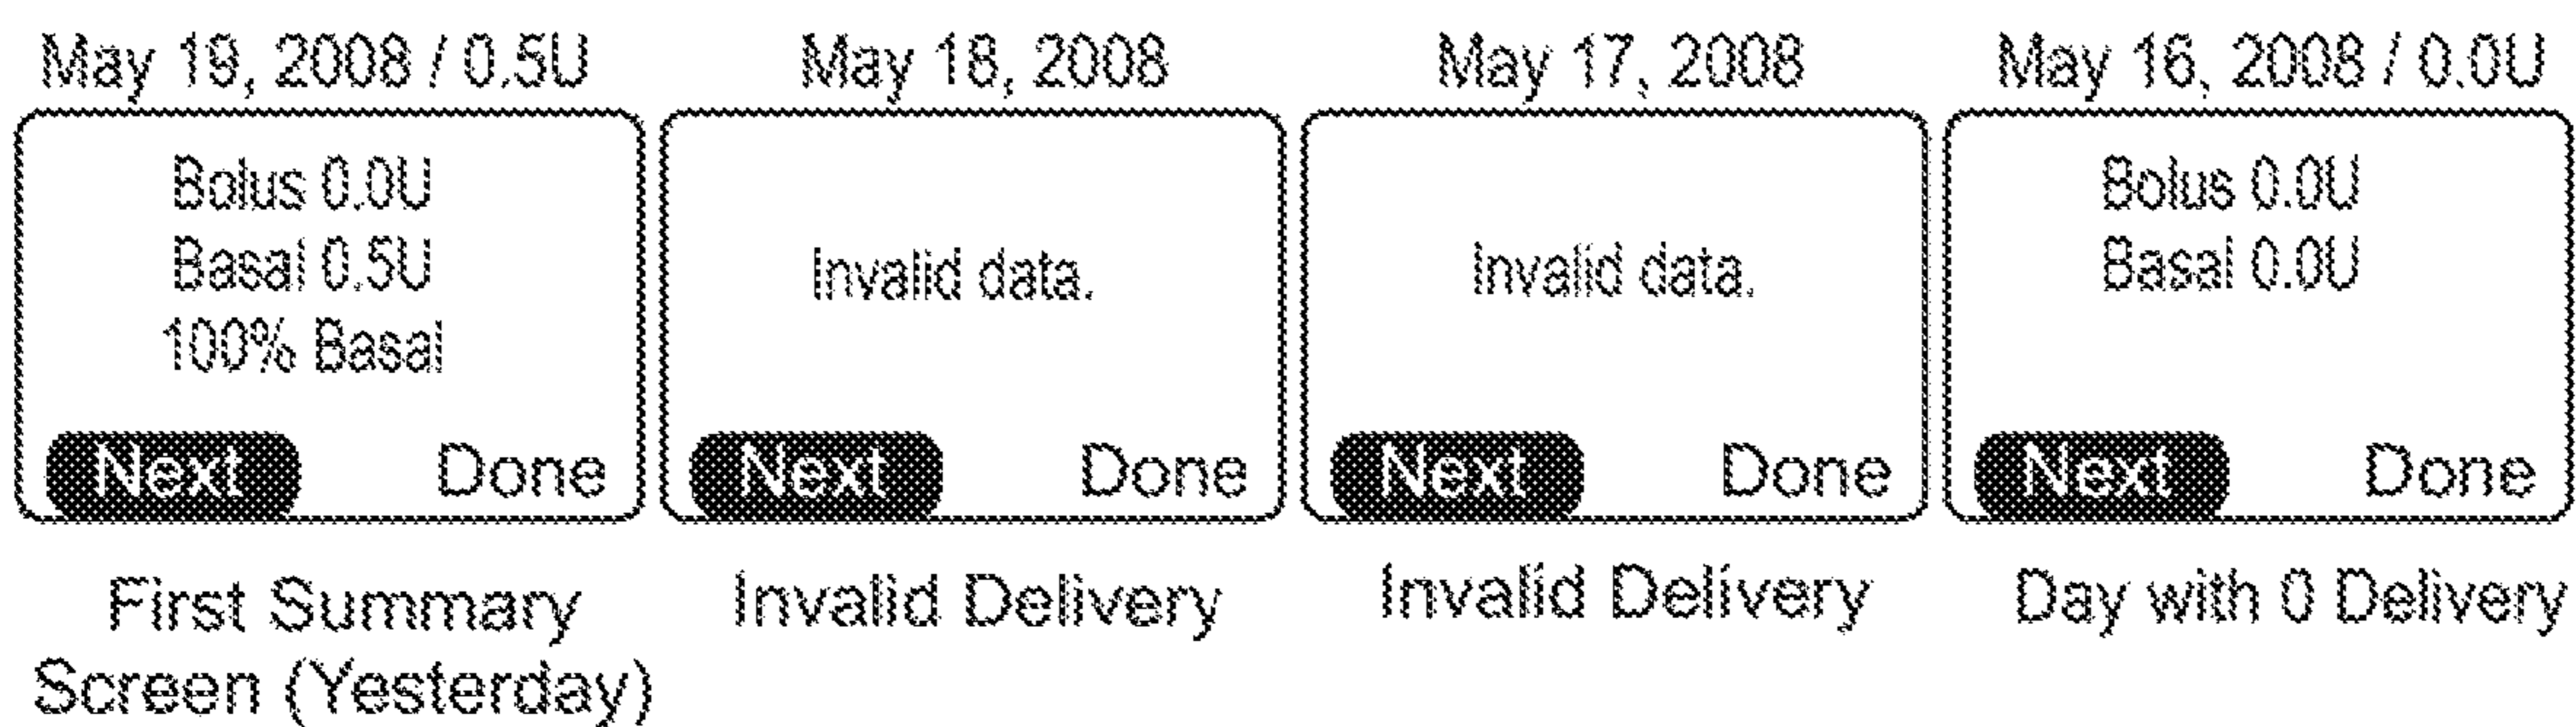 May 19, 2008 / 0.5U
Bolus 0.0U
Basal 0.5U
100% Basal
Next Done
First Summary
Screen (Yesterday)
May 18, 2008
Invalid data.
Next Done
Invalid Delivery
May 17, 2008
Invalid data.
Next Done
Invalid Delivery
May 16, 2008 / 0.0U
Bolus 0.0U
Basal 0.0U
Next Done
Day with 0 Delivery